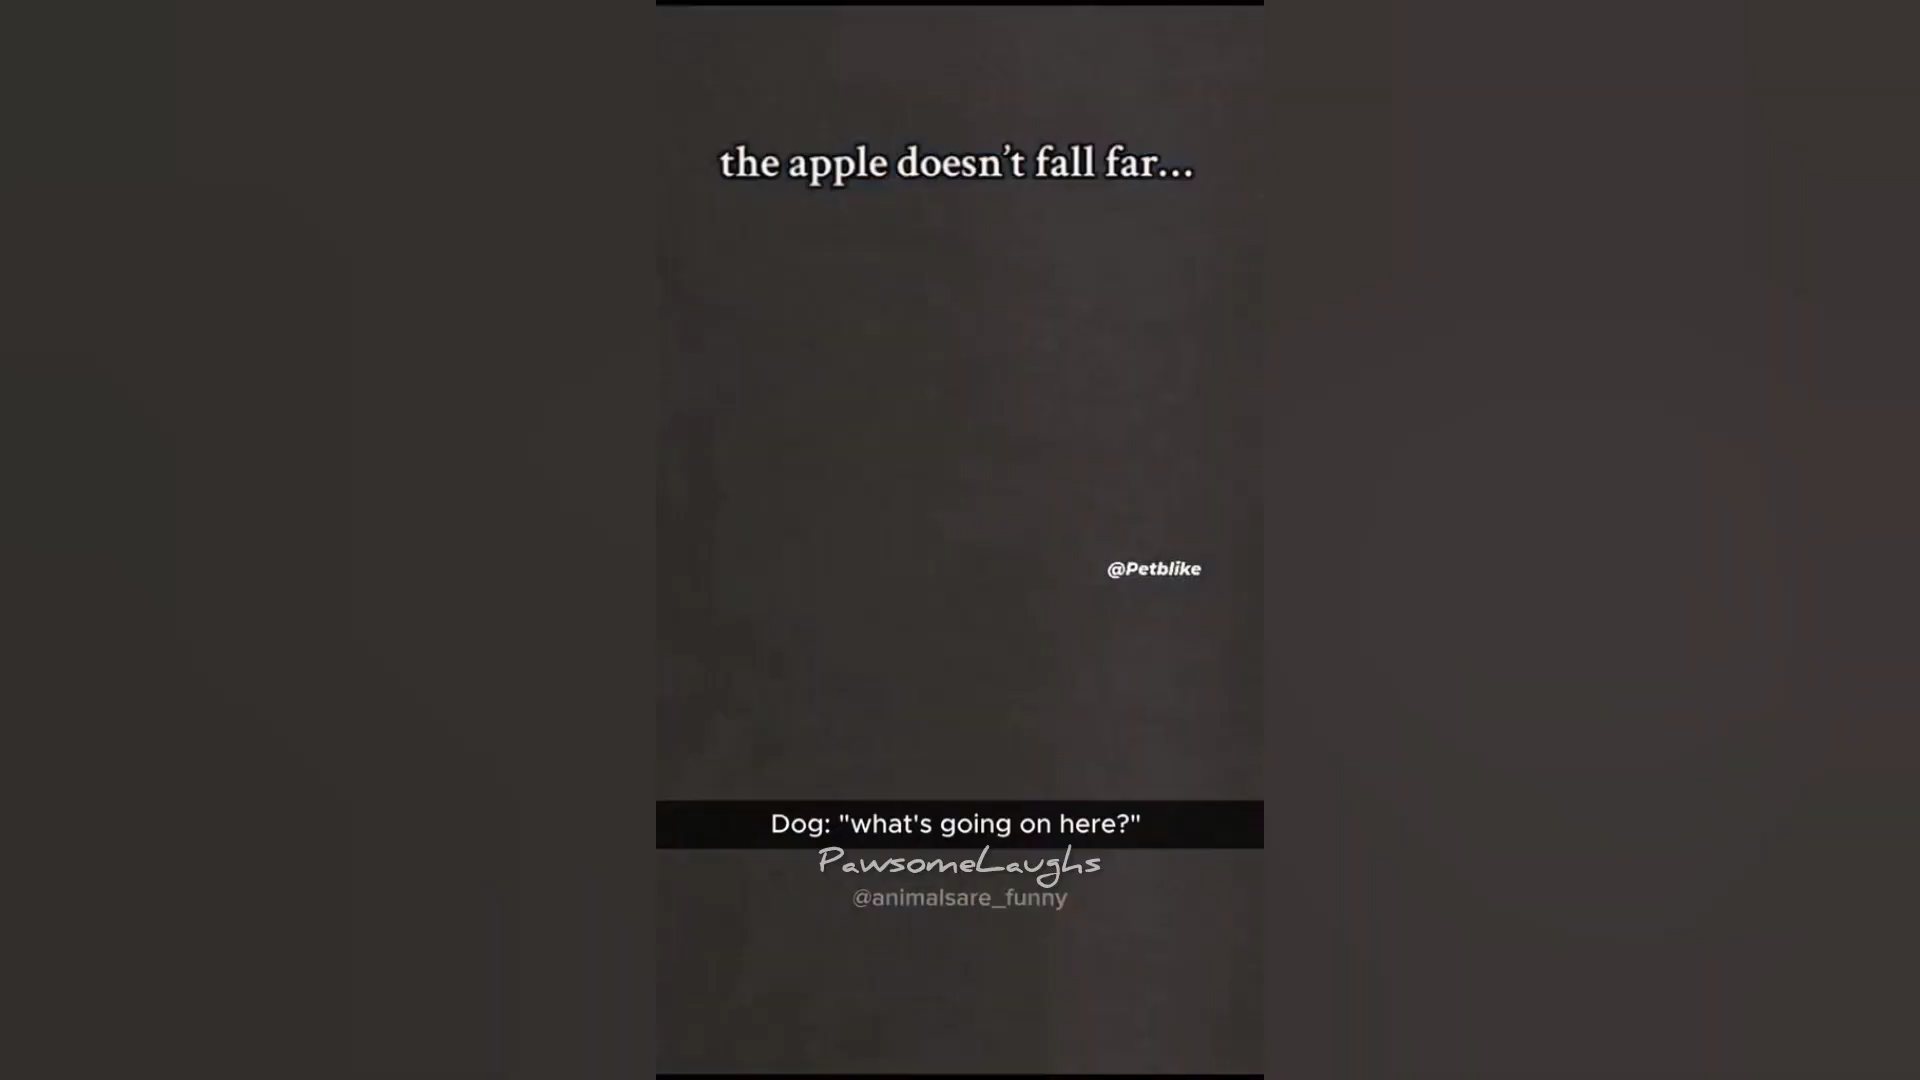 the apple doesn’t fall far...
@Petblike
Dog: "what's going on here?"
PawsomeLaughs
@animalsare_funny